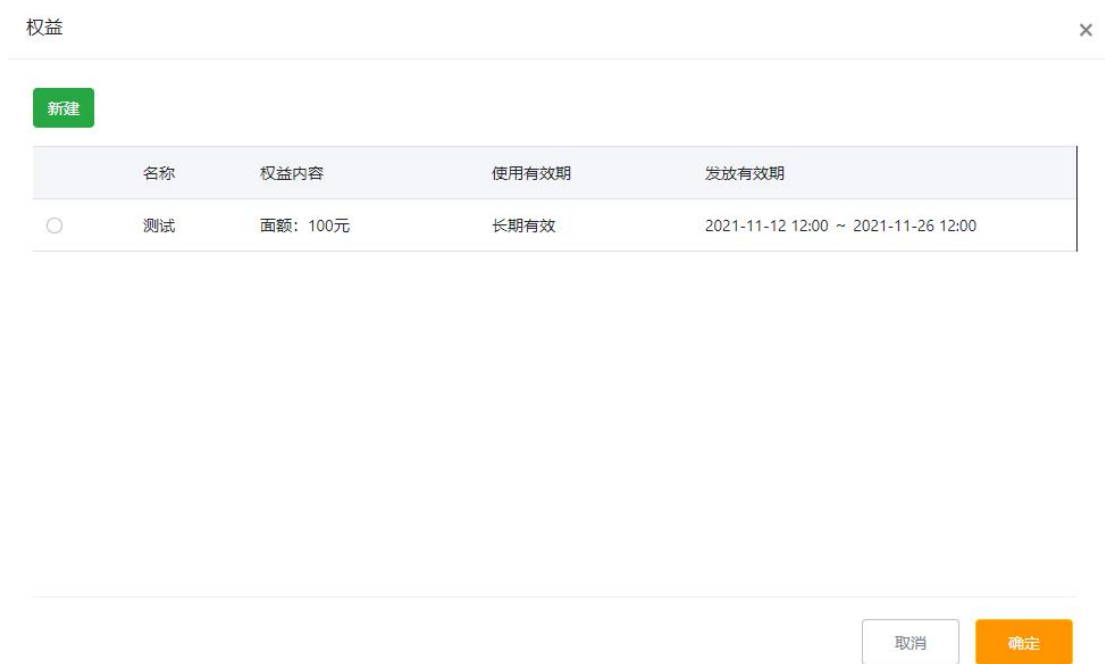 权益
新建
名称 权益内容 使用有效期 发放有效期
测试 面额：100元 长期有效 2021-11-12 12:00 ~ 2021-11-26 12:00
取消 确定